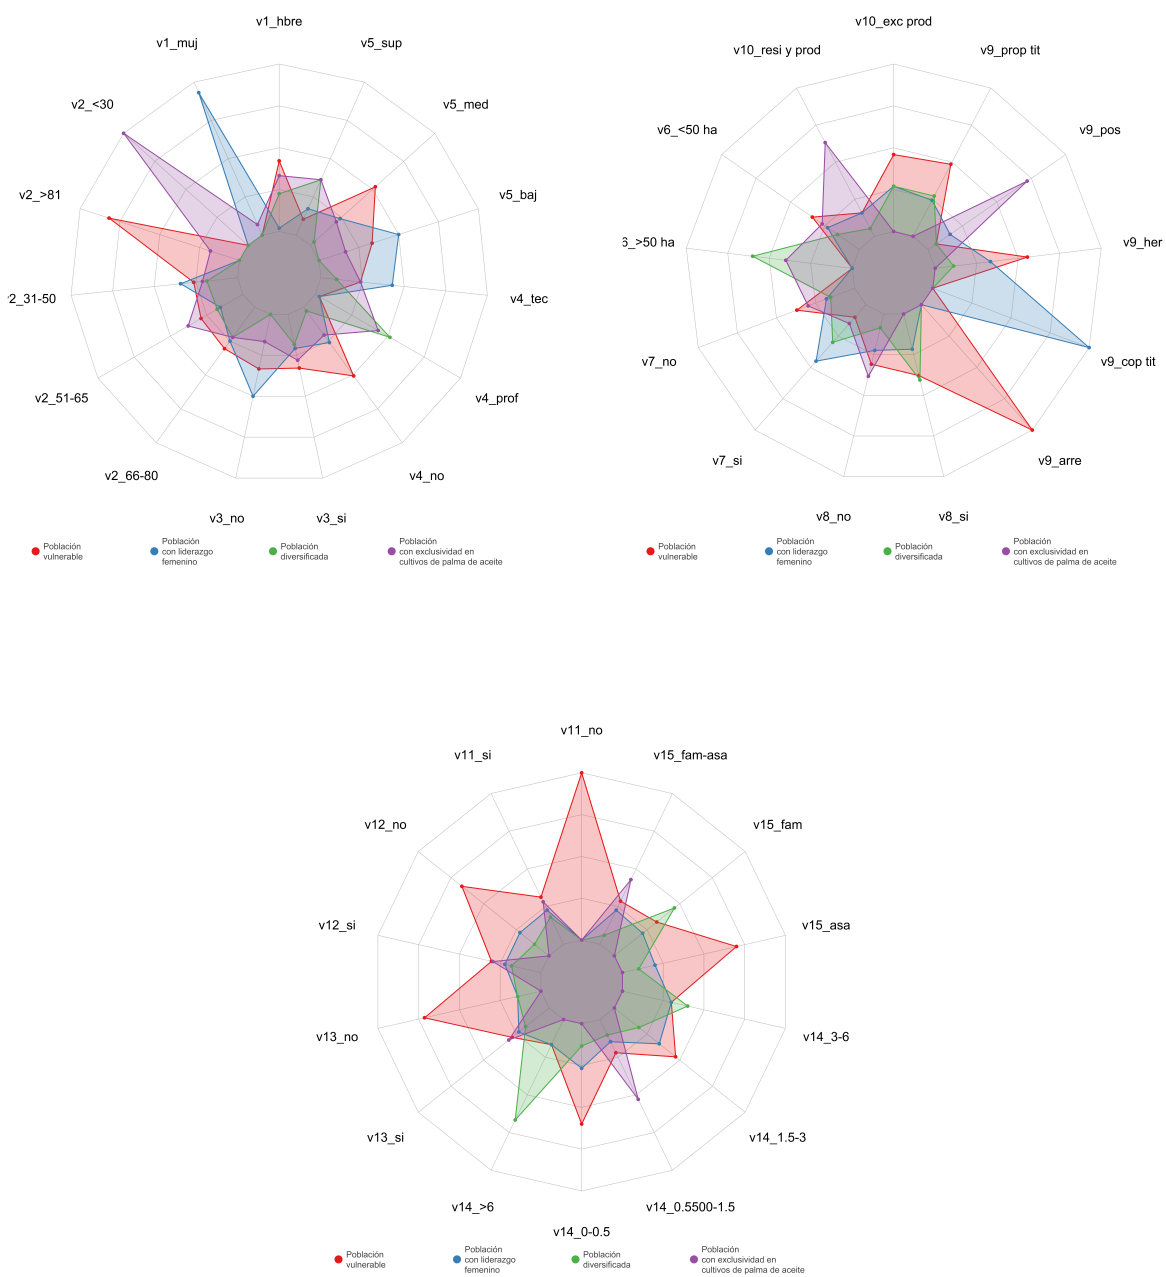 v1_hbre
v1_muj
v5_sup
v2_<30
v5_med
v2_>81
v5_baj
2_31-50
v4_tec
v2_51-65
v4_prof
v2_66-80
v4_no
v3_no
v3_si
Población
vulnerable
Población
con liderazgo
femenino
Población
diversificada
Población
con exclusividad en
cultivos de palma de aceite
v10_exc prod
v10_resi y prod
v9_prop tit
v6_<50 ha
v9_pos
6_>50 ha
v9_her
v7_no
v9_cop tit
v7_si
v9_arre
v8_no
v8_si
Población
vulnerable
Población
con liderazgo
femenino
Población
diversificada
Población
con exclusividad en
cultivos de palma de aceite
v11_no
v11_si
v15_fam-asa
v12_no
v15_fam
v12_si
v15_asa
v13_no
v14_3-6
v13_si
v14_1.5-3
v14_>6
v14_0.5500-1.5
v14_0-0.5
Población
vulnerable
Población
con liderazgo
femenino
Población
diversificada
Población
con exclusividad en
cultivos de palma de aceite